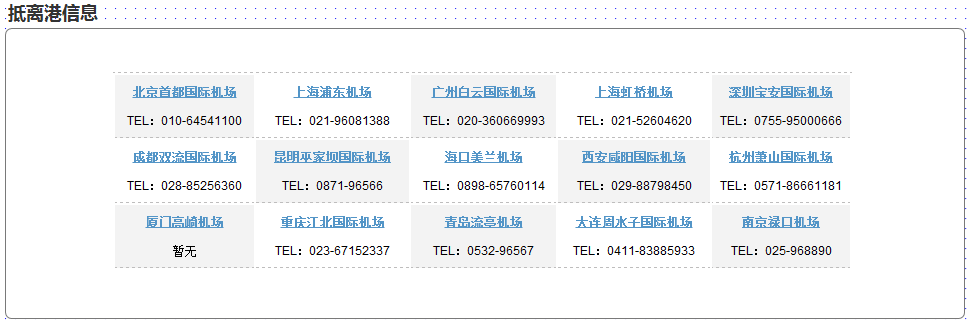 抵离港信息
北京首都国际机场 上海浦东机场 广州白云国际机场 上海虹桥机场 深圳宝安国际机场
TEL：010-64541100 TEL：021-96081388 TEL：020-360669993 TEL：021-52604620 TEL：0755-95000666
成都双流国际机场 昆明巫家坝国际机场 海口美兰机场 西安咸阳国际机场 杭州萧山国际机场
TEL：028-85256360 TEL：0871-96566 TEL：0898-65760114 TEL：029-88798450 TEL：0571-86661181
厦门高崎机场 重庆江北国际机场 青岛流亭机场 大连周水子国际机场 南京禄口机场
暂无 TEL：023-67152337 TEL：0532-96567 TEL：0411-83885933 TEL：025-968890